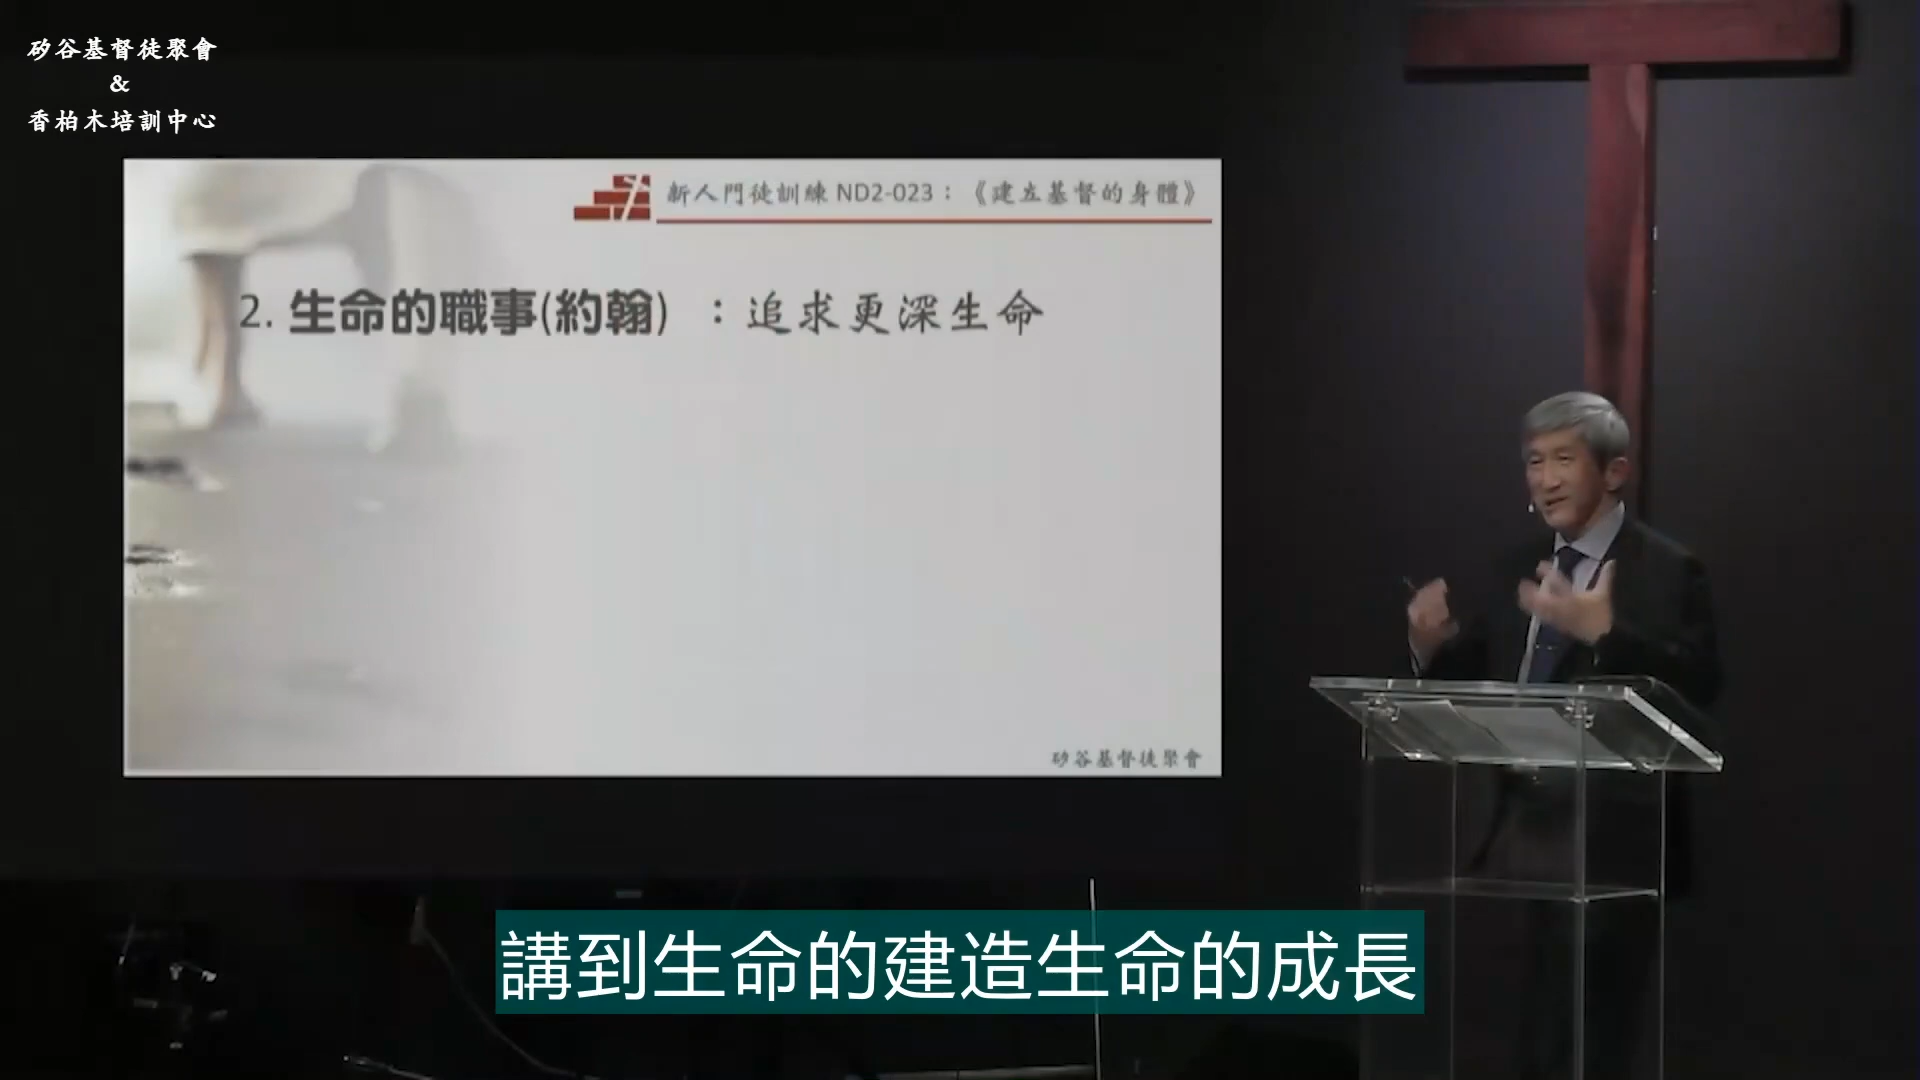 矽谷基督徒聚會
&
香柏木培訓中心
新人門徒訓練 ND2-023：《建立基督的身體》
2. 生命的職事(約翰) ：追求更深生命
矽谷基督徒聚會
講到生命的建造生命的成長